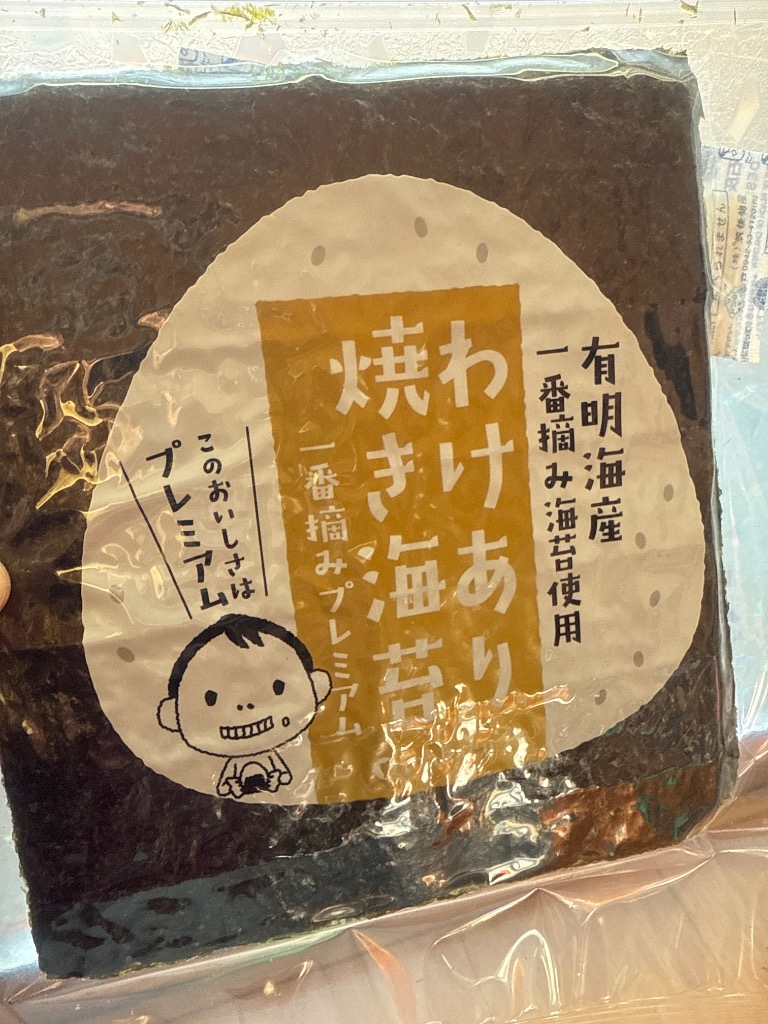 有明海産
一番摘み海苔使用
わけあり
焼き海苔
一番摘みプレミアム
このおいしさは
プレミアム